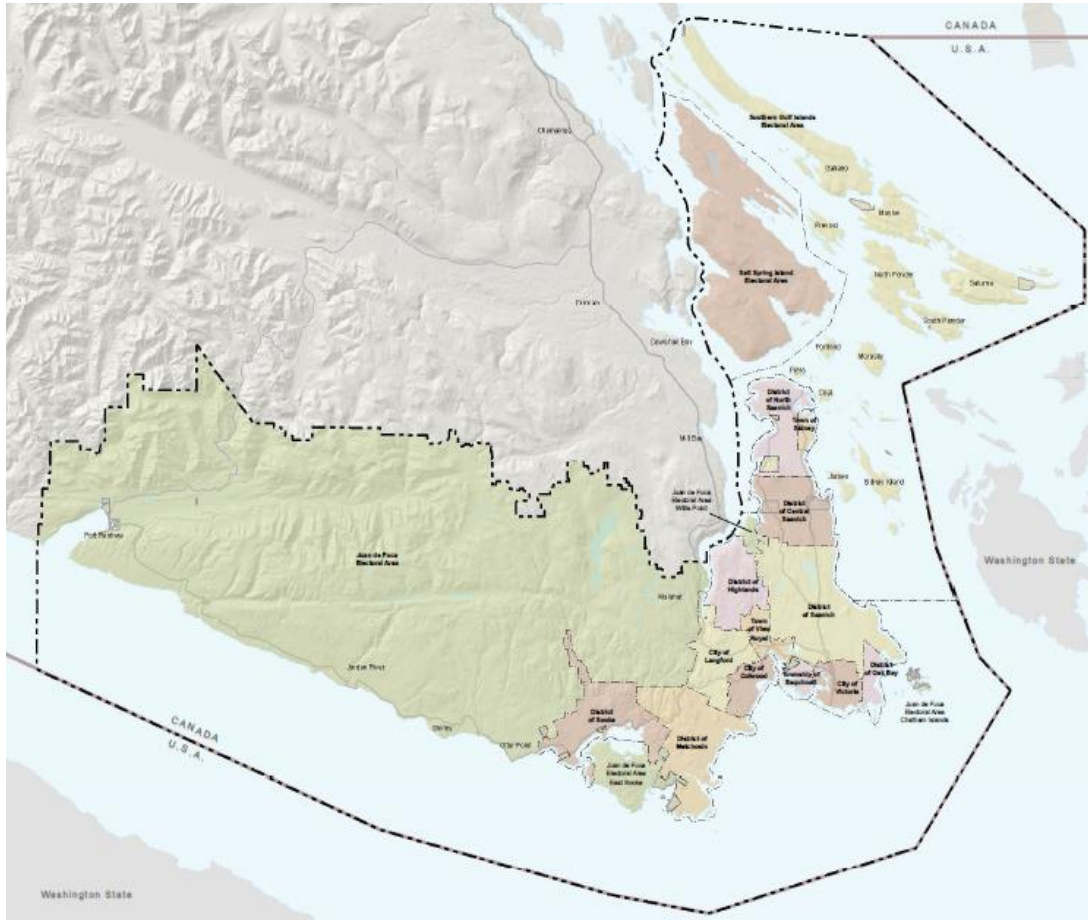 CANADA
U.S.A.
Chemainus
Southern Gulf Islands
Electoral Area
Galiano
Mayne
Prevost
Salt Spring Island
Electoral Area
North Pender
Saturna
Duncan
South Pender
Cowichan Bay
Portland
Moresby
Piers
District
of North
Saanich
Coal
Town of
Sidney
Mill Bay
James
Sidney Island
Juan de Fuca
Electoral Area
Willis Point
District
of Central
Saanich
Port Renfrew
Juan de Fuca
Electoral Area
Washington State
District of
Highlands
Malahat
District
of Saanich
Town
of View
Royal
City of
Langford
Jordan River
City of
Colwood
Township of
Esquimalt
City of
Victoria
District
of Oak Bay
Juan de Fuca
Electoral Area
Chatham Islands
District
of Sooke
CANADA
U.S.A.
Shirley
Otter Point
District of
Metchosin
Juan de Fuca
Electoral Area
East Sooke
Washington State